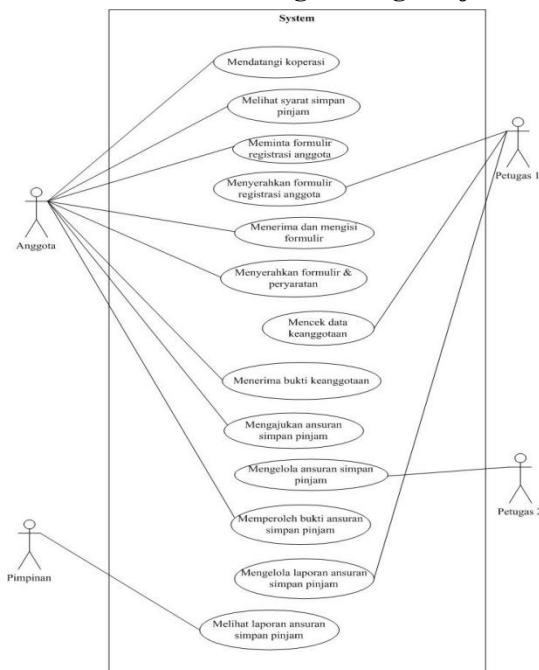 System
Mendatangi koperasi
Melihat syarat simpan
pinjam
Meminta formulir
registrasi anggota
Menyerahkan formulir
registrasi anggota
Petugas 1
Menerima dan mengisi
formulir
Anggota
Menyerahkan formulir &
peryaratan
Mencek data
keanggotaan
Menerima bukti keanggotaan
Mengajukan ansuran
simpan pinjam
Mengelola ansuran simpan
pinjam
Petugas 2
Memperoleh bukti ansuran
simpan pinjam
Pimpinan
Mengelola laporan ansuran
simpan pinjam
Melihat laporan ansuran
simpan pinjam